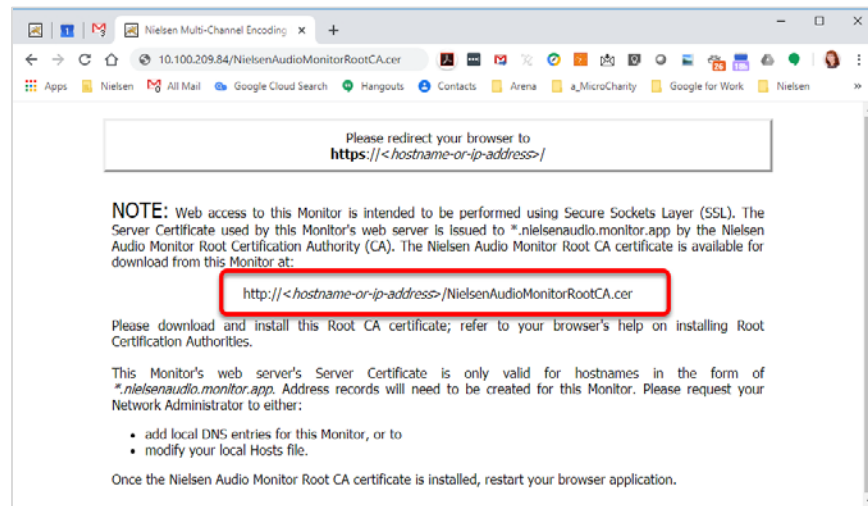 Nielsen Multi-Channel Encoding
10.100.209.84/NielsenAudioMonitorRootCA.cer
Apps Nielsen All Mail Google Cloud Search Hangouts Contacts Arena a_MicroCharity Google for Work Nielsen »
Please redirect your browser to
https://<hostname-or-ip-address>/
NOTE: Web access to this Monitor is intended to be performed using Secure Sockets Layer (SSL). The
Server Certificate used by this Monitor's web server is issued to *.nielsenaudio.monitor.app by the Nielsen
Audio Monitor Root Certification Authority (CA). The Nielsen Audio Monitor Root CA certificate is available for
download from this Monitor at:
http://<hostname-or-ip-address>/NielsenAudioMonitorRootCA.cer
Please download and install this Root CA certificate; refer to your browser's help on installing Root
Certification Authorities.
This Monitor's web server's Server Certificate is only valid for hostnames in the form of
*.nielsenaudio.monitor.app. Address records will need to be created for this Monitor. Please request your
Network Administrator to either:
• add local DNS entries for this Monitor, or to
• modify your local Hosts file.
Once the Nielsen Audio Monitor Root CA certificate is installed, restart your browser application.